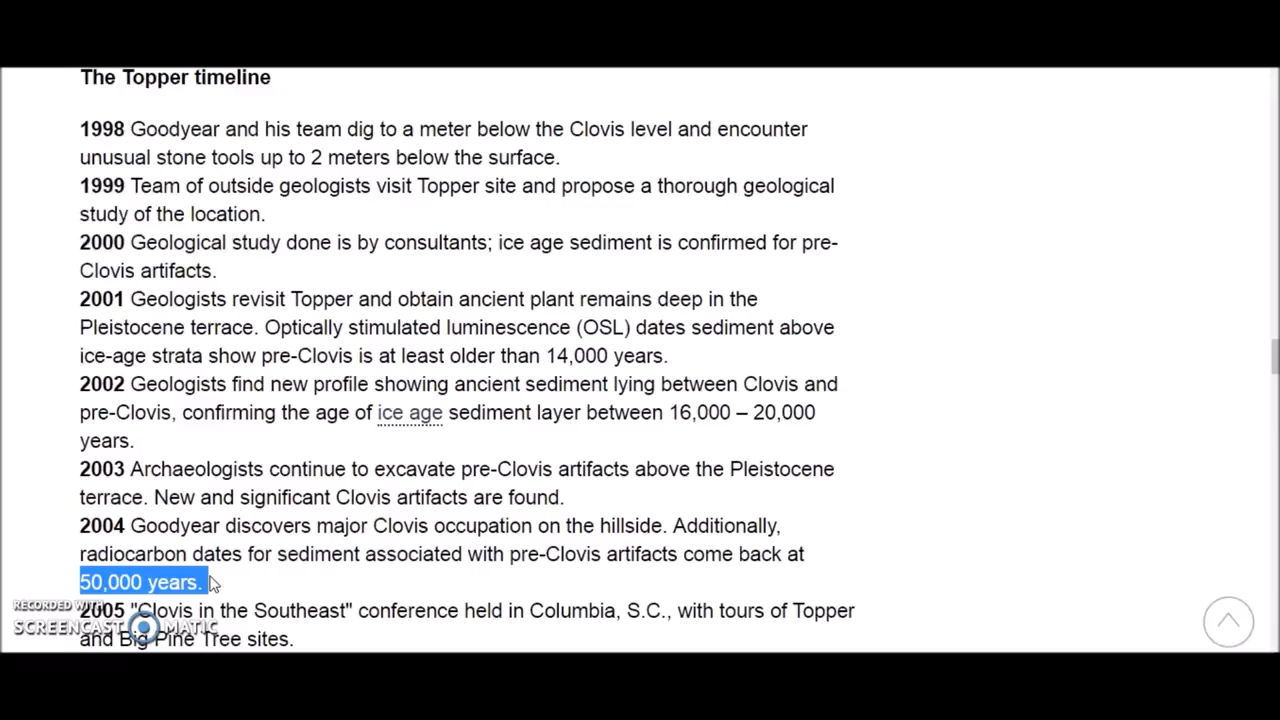 The Topper timeline
1998 Goodyear and his team dig to a meter below the Clovis level and encounter
unusual stone tools up to 2 meters below the surface.
1999 Team of outside geologists visit Topper site and propose a thorough geological
study of the location.
2000 Geological study done is by consultants; ice age sediment is confirmed for pre-
Clovis artifacts.
2001 Geologists revisit Topper and obtain ancient plant remains deep in the
Pleistocene terrace. Optically stimulated luminescence (OSL) dates sediment above
ice-age strata show pre-Clovis is at least older than 14,000 years.
2002 Geologists find new profile showing ancient sediment lying between Clovis and
pre-Clovis, confirming the age of ice age sediment layer between 16,000 – 20,000
years.
2003 Archaeologists continue to excavate pre-Clovis artifacts above the Pleistocene
terrace. New and significant Clovis artifacts are found.
2004 Goodyear discovers major Clovis occupation on the hillside. Additionally,
radiocarbon dates for sediment associated with pre-Clovis artifacts come back at
50,000 years.
2005 "Clovis in the Southeast" conference held in Columbia, S.C., with tours of Topper
and Big Pine Tree sites.
RECORDED WITH
SCREENCAST MATIC